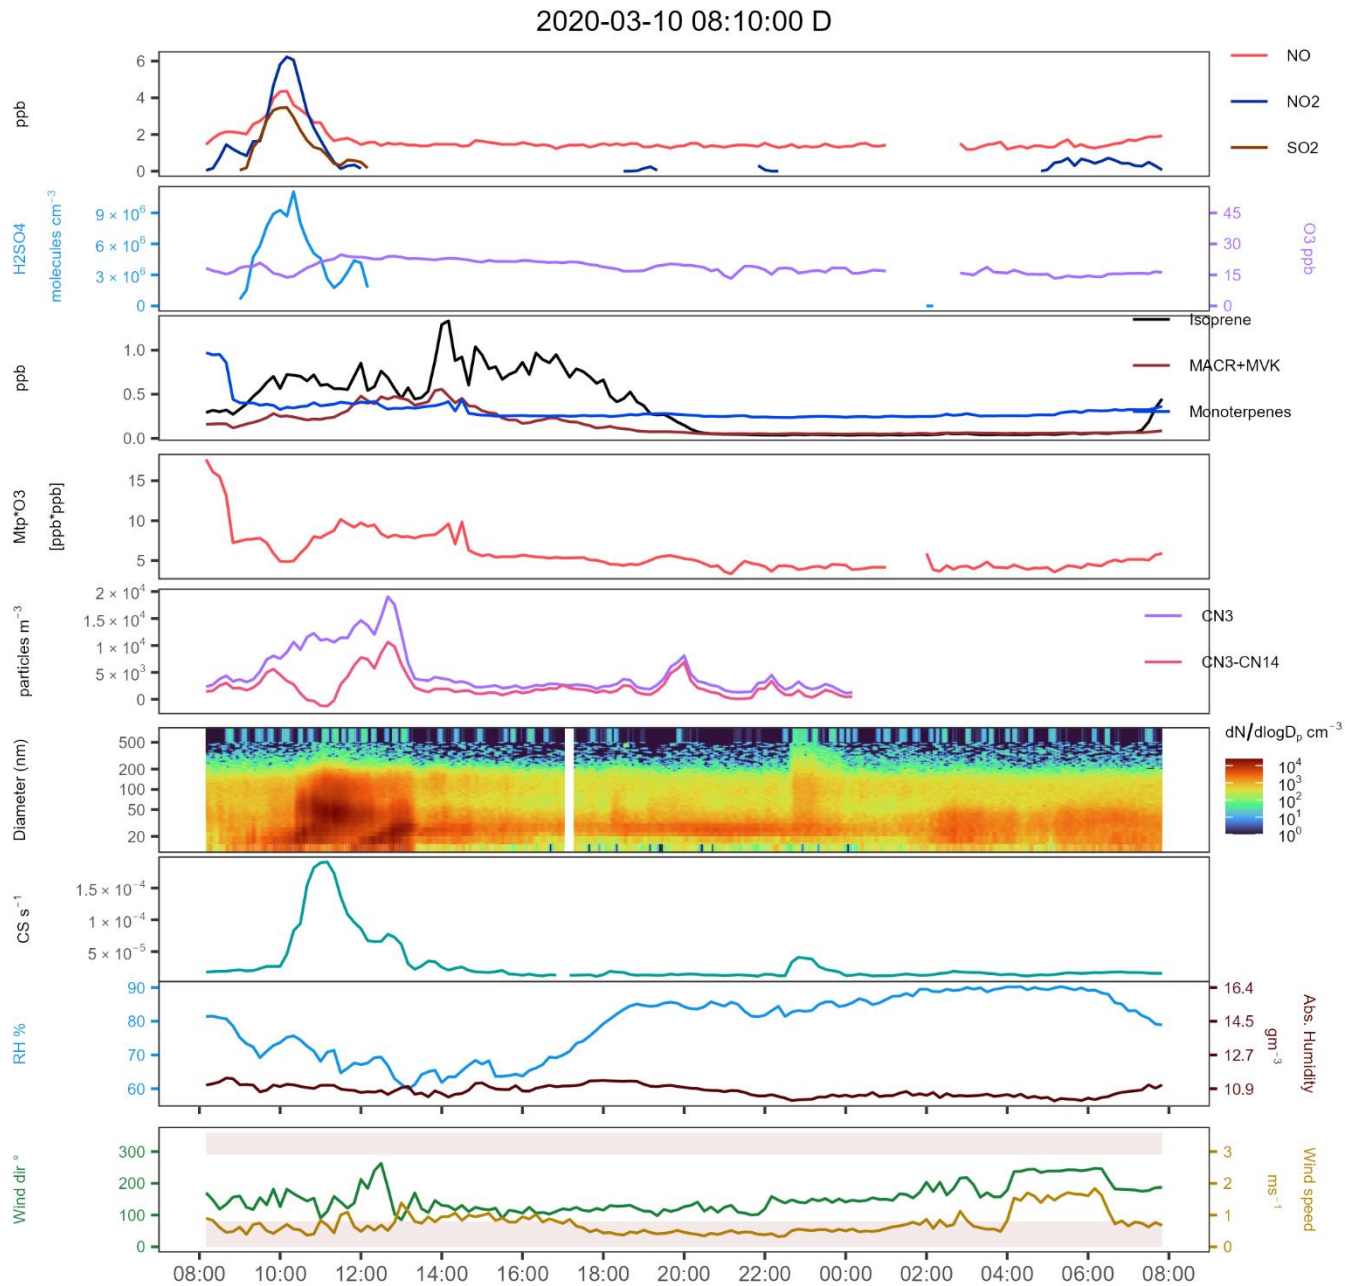 2020-03-10 08:10:00 D
ppb
6
4
2
0
NO
NO2
SO2
H2SO4
molecules cm⁻³
9 × 10⁶
6 × 10⁶
3 × 10⁶
0
45
30
15
0
O3 ppb
ppb
1.0
0.5
0.0
Isoprene
MACR+MVK
Monoterpenes
Mtp*O3
[ppb*ppb]
15
10
5
particles m⁻³
2 × 10⁴
1.5 × 10⁴
1 × 10⁴
5 × 10³
0
CN3
CN3-CN14
Diameter (nm)
500
200
100
50
20
dN/dlogDₚ cm⁻³
10⁴
10³
10²
10¹
10⁰
CS s⁻¹
1.5 × 10⁻⁴
1 × 10⁻⁴
5 × 10⁻⁵
RH %
90
80
70
60
16.4
14.5
12.7
10.9
gm⁻³
Abs. Humidity
Wind dir °
300
200
100
0
3
2
1
0
ms⁻¹
Wind speed
08:00 10:00 12:00 14:00 16:00 18:00 20:00 22:00 00:00 02:00 04:00 06:00 08:00